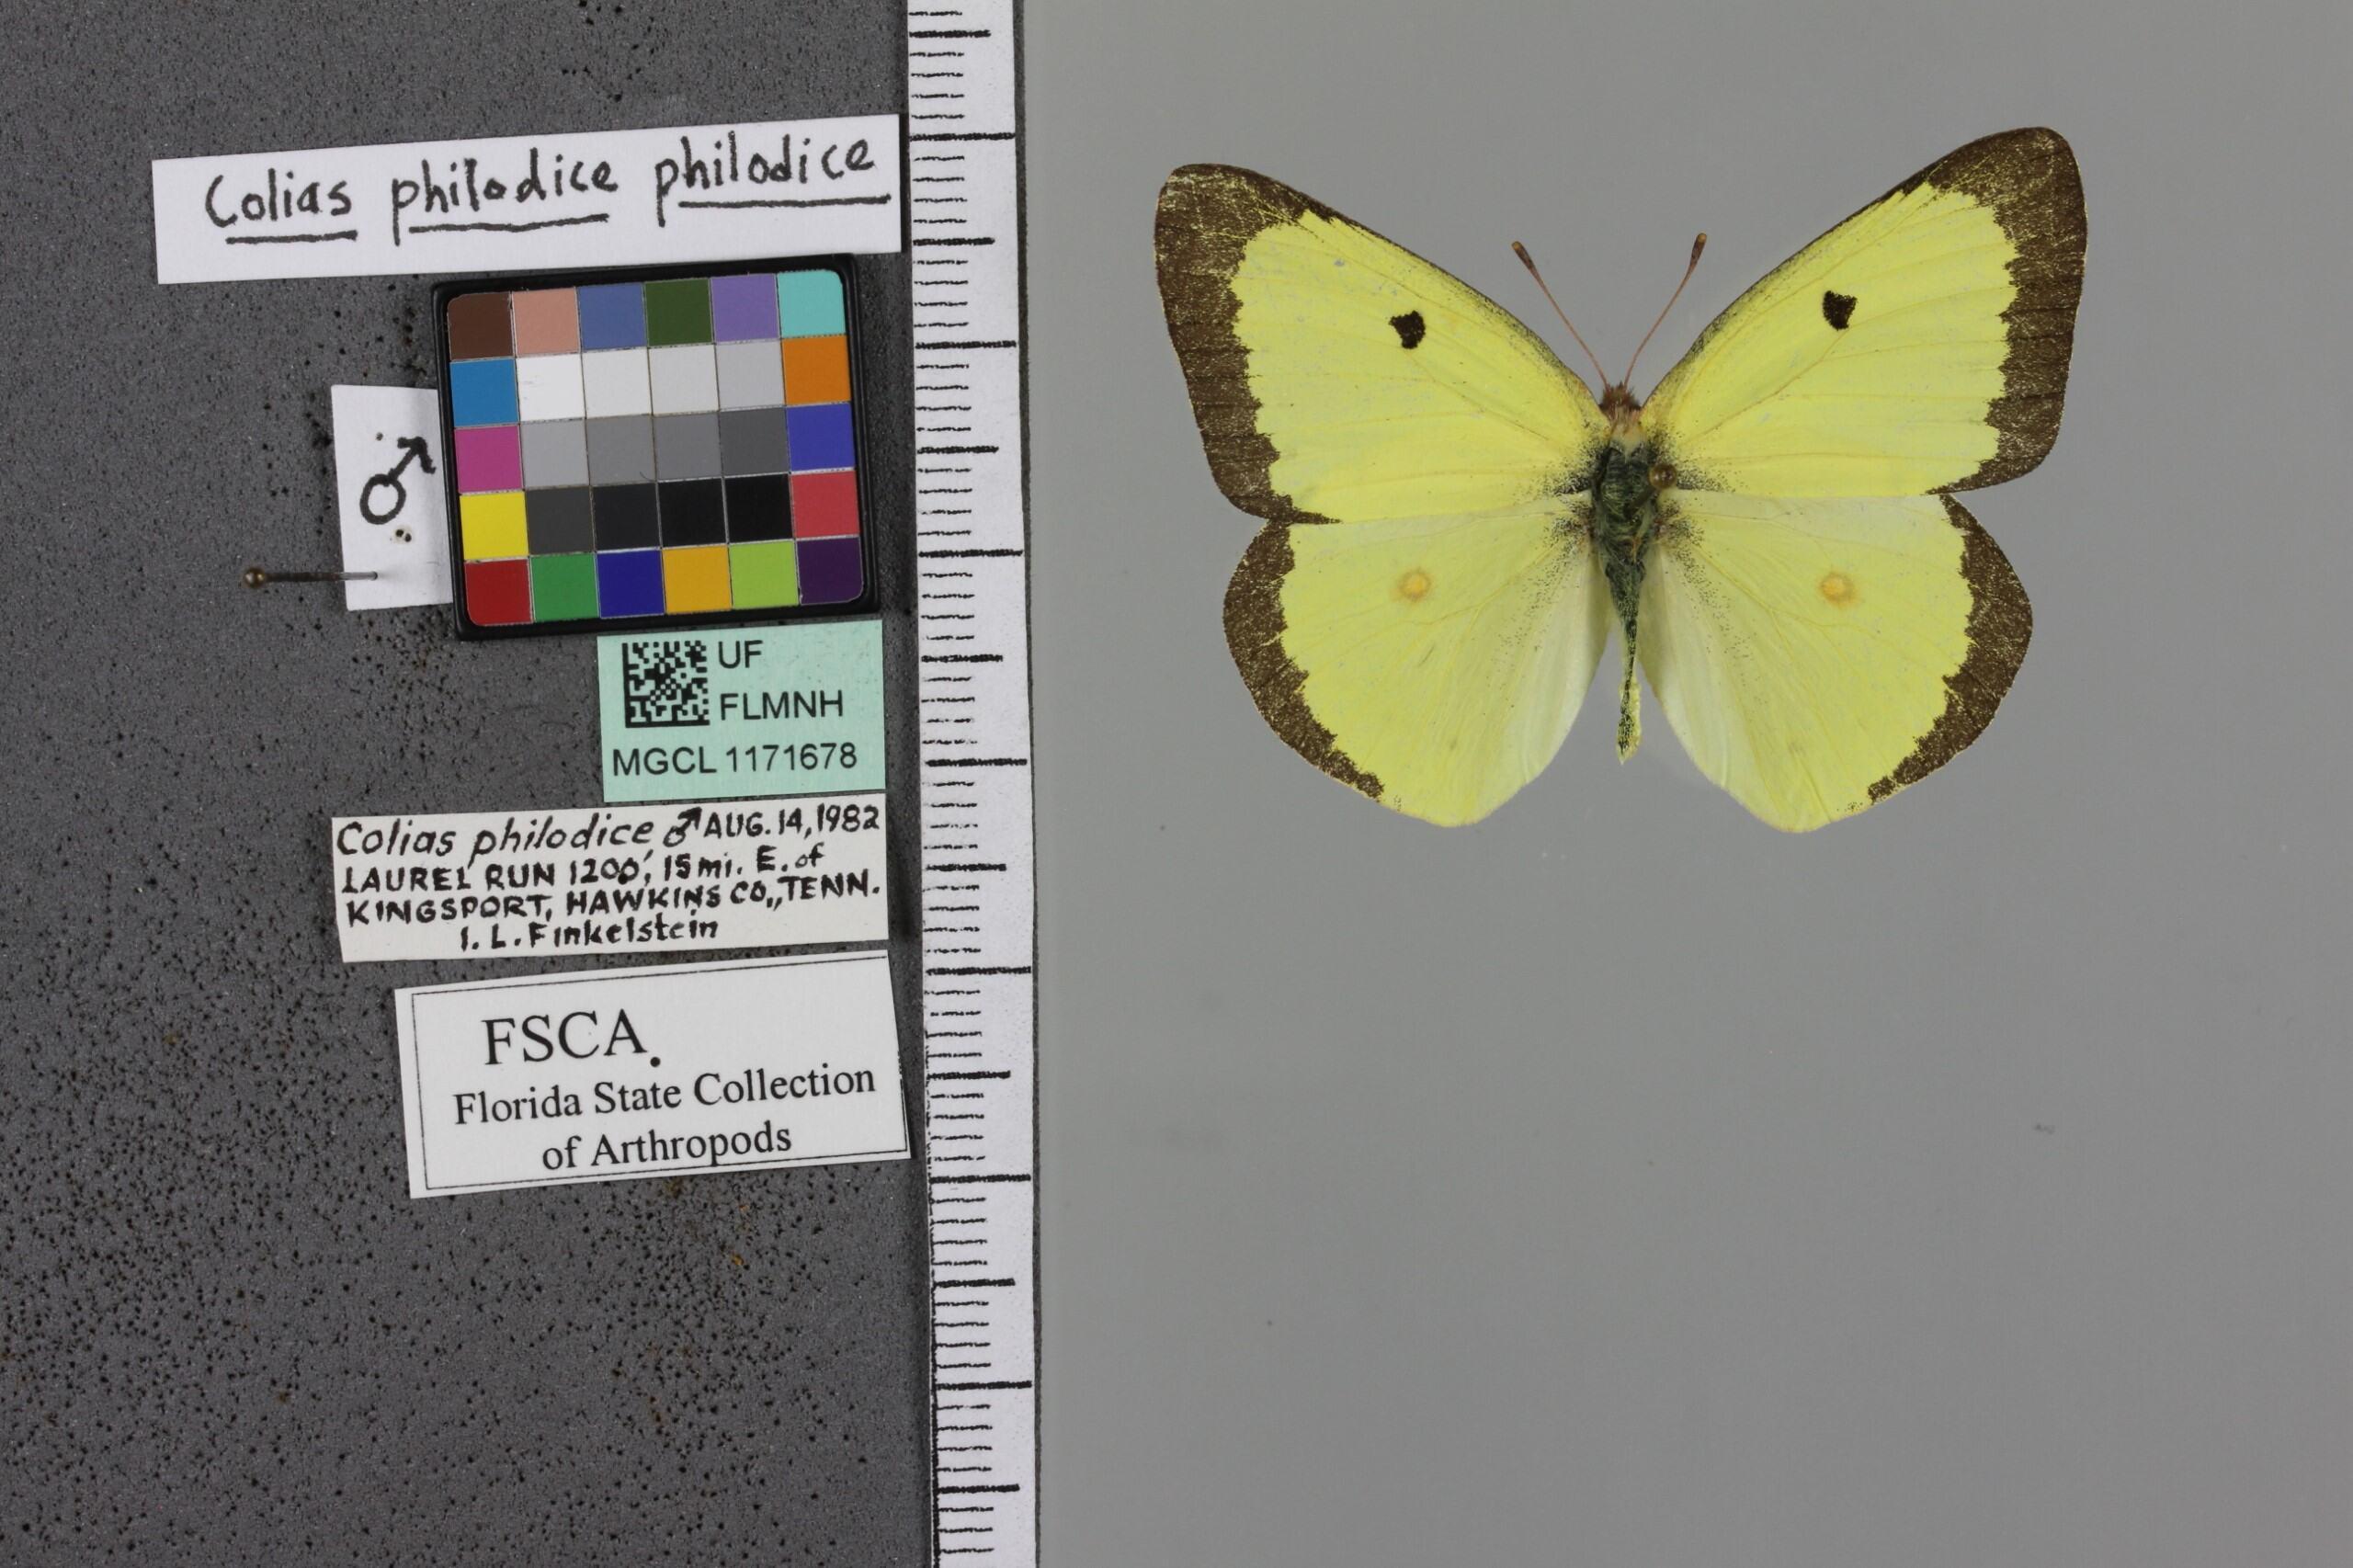 Colias philodice philodice
♂
UF
FLMNH
MGCL 1171678
Colias philodice ♂ AUG. 14, 1982
LAUREL RUN 1200', 15 mi. E. of
KINGSPORT, HAWKINS CO., TENN.
I. L. Finkelstein
FSCA.
Florida State Collection
of Arthropods